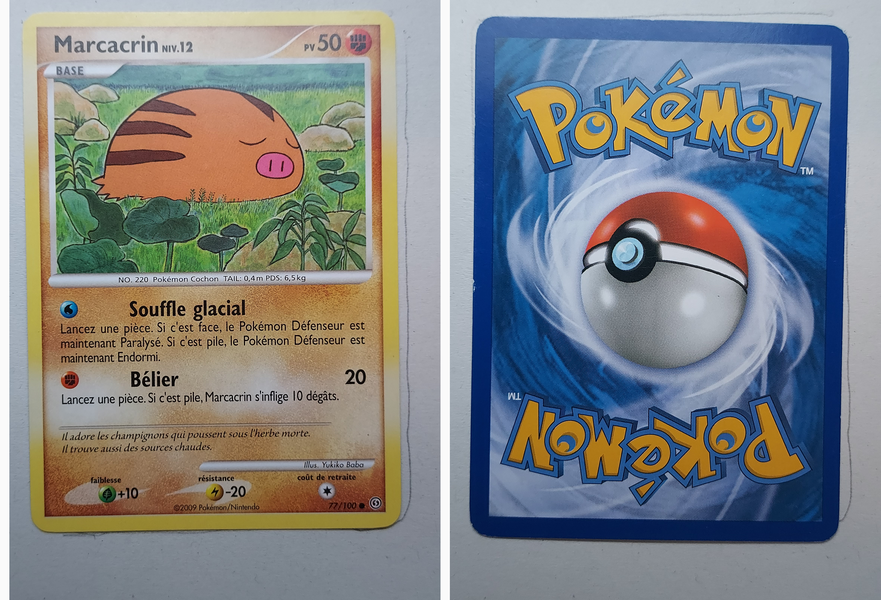 Marcacrin NIV.12
PV 50
BASE
NO. 220 Pokémon Cochon TAIL: 0,4m PDS: 6,5kg
Souffle glacial
Lancez une pièce. Si c'est face, le Pokémon Défenseur est
maintenant Paralysé. Si c'est pile, le Pokémon Défenseur est
maintenant Endormi.
Bélier 20
Lancez une pièce. Si c'est pile, Marcacrin s'inflige 10 dégâts.
Il adore les champignons qui poussent sous l'herbe morte.
Il trouve aussi des sources chaudes.
Illus. Yukiko Baba
faiblesse résistance coût de retraite
+10 -20
©2009 Pokémon/Nintendo 77/100
POKéMON
TM
TM
POKéMON